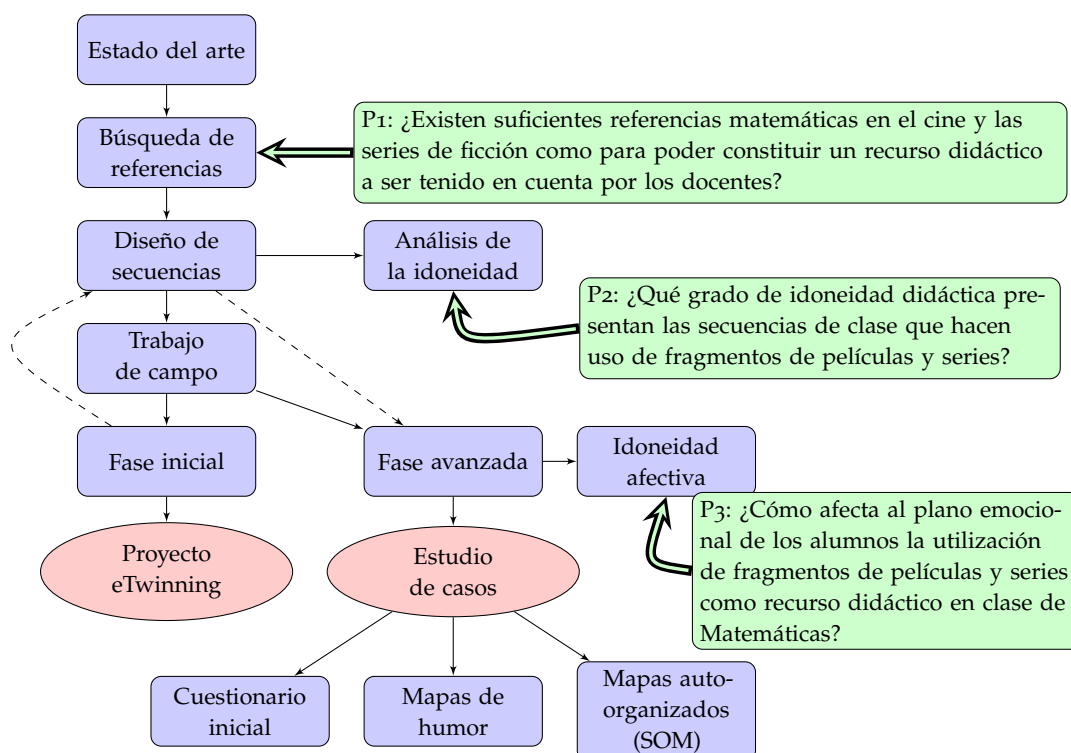 Estado del arte
Búsqueda de
referencias
P1: ¿Existen suficientes referencias matemáticas en el cine y las
series de ficción como para poder constituir un recurso didáctico
a ser tenido en cuenta por los docentes?
Diseño de
secuencias
Análisis de
la idoneidad
P2: ¿Qué grado de idoneidad didáctica pre-
sentan las secuencias de clase que hacen
uso de fragmentos de películas y series?
Trabajo
de campo
Fase inicial
Fase avanzada
Idoneidad
afectiva
P3: ¿Cómo afecta al plano emocio-
nal de los alumnos la utilización
de fragmentos de películas y series
como recurso didáctico en clase de
Matemáticas?
Proyecto
eTwinning
Estudio
de casos
Cuestionario
inicial
Mapas de
humor
Mapas auto-
organizados
(SOM)